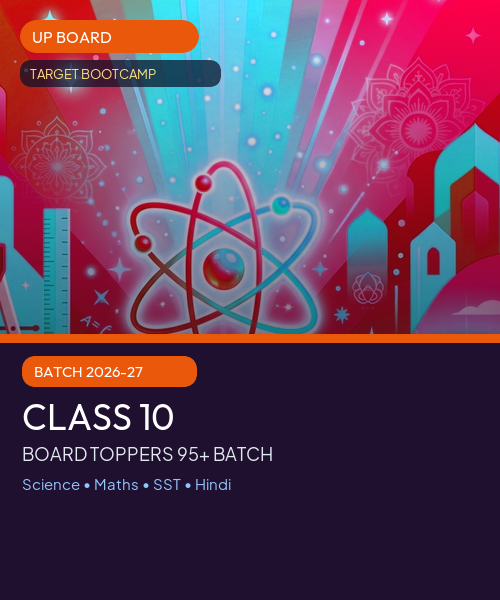 UP BOARD
TARGET BOOTCAMP
BATCH 2026-27
CLASS 10
BOARD TOPPERS 95+ BATCH
Science • Maths • SST • Hindi